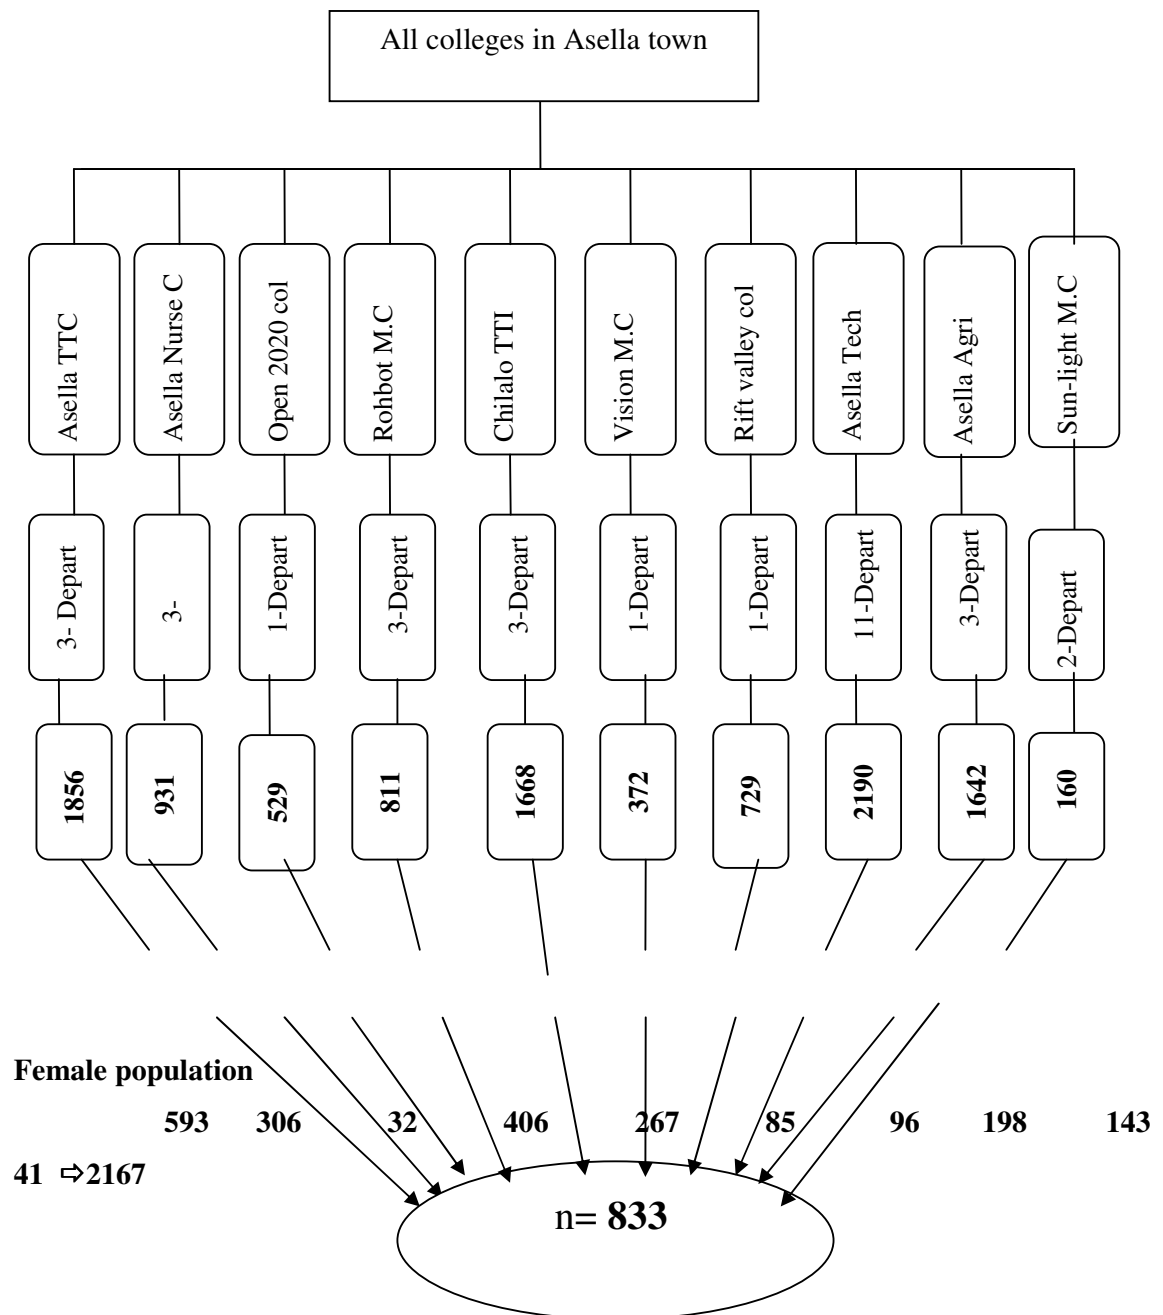 All colleges in Asella town
Asella TTC
Asella Nurse C
Open 2020 col
Rohbot M.C
Chilalo TTI
Vision M.C
Rift valley col
Asella Tech
Asella Agri
Sun-light M.C
3- Depart
3-
1-Depart
3-Depart
3-Depart
1-Depart
1-Depart
11-Depart
3-Depart
2-Depart
1856
931
529
811
1668
372
729
2190
1642
160
Female population
593 306 32 406 267 85 96 198 143
41 ⇨2167
n= 833